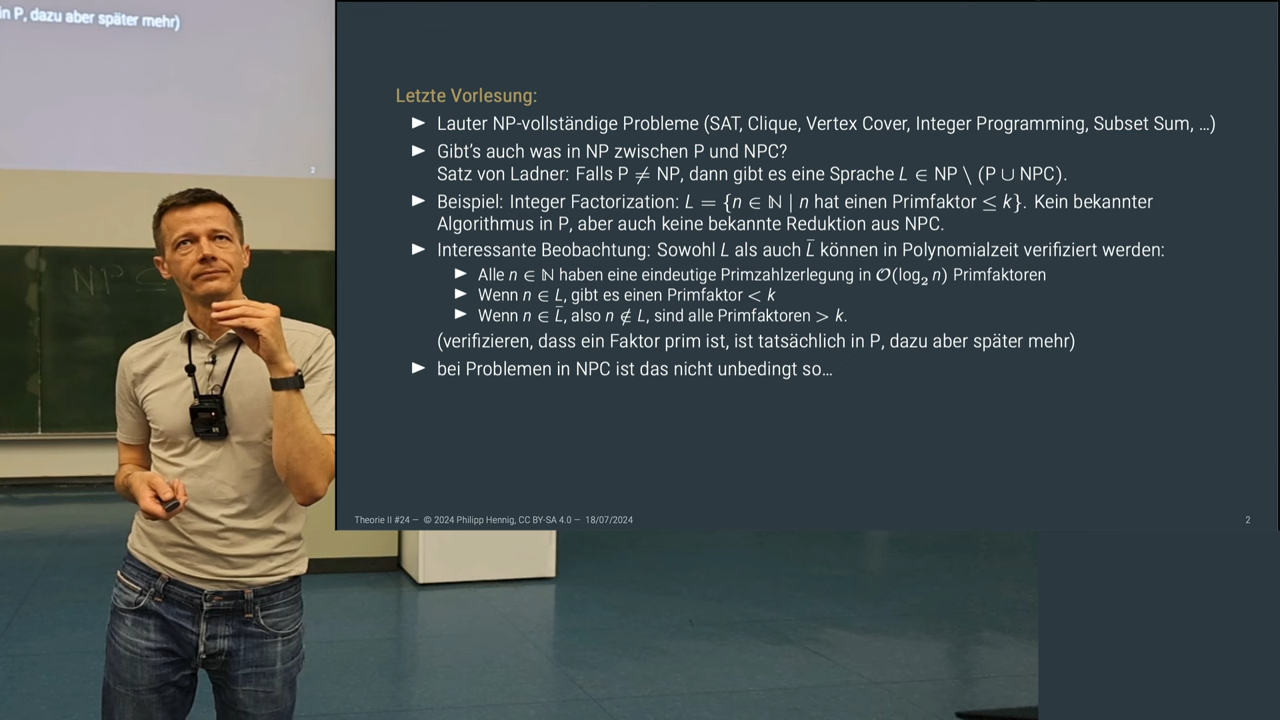 in P, dazu aber später mehr)
2
NP ⊆
Letzte Vorlesung:
► Lauter NP-vollständige Probleme (SAT, Clique, Vertex Cover, Integer Programming, Subset Sum, …)
► Gibt's auch was in NP zwischen P und NPC?
Satz von Ladner: Falls P ≠ NP, dann gibt es eine Sprache L ∈ NP \ (P ∪ NPC).
► Beispiel: Integer Factorization: L = {n ∈ ℕ | n hat einen Primfaktor ≤ k}. Kein bekannter
Algorithmus in P, aber auch keine bekannte Reduktion aus NPC.
► Interessante Beobachtung: Sowohl L als auch L̄ können in Polynomialzeit verifiziert werden:
► Alle n ∈ ℕ haben eine eindeutige Primzahlzerlegung in 𝒪(log₂ n) Primfaktoren
► Wenn n ∈ L, gibt es einen Primfaktor < k
► Wenn n ∈ L̄, also n ∉ L, sind alle Primfaktoren > k.
(verifizieren, dass ein Faktor prim ist, ist tatsächlich in P, dazu aber später mehr)
► bei Problemen in NPC ist das nicht unbedingt so…
Theorie II #24 — © 2024 Philipp Hennig, CC BY-SA 4.0 — 18/07/2024
2